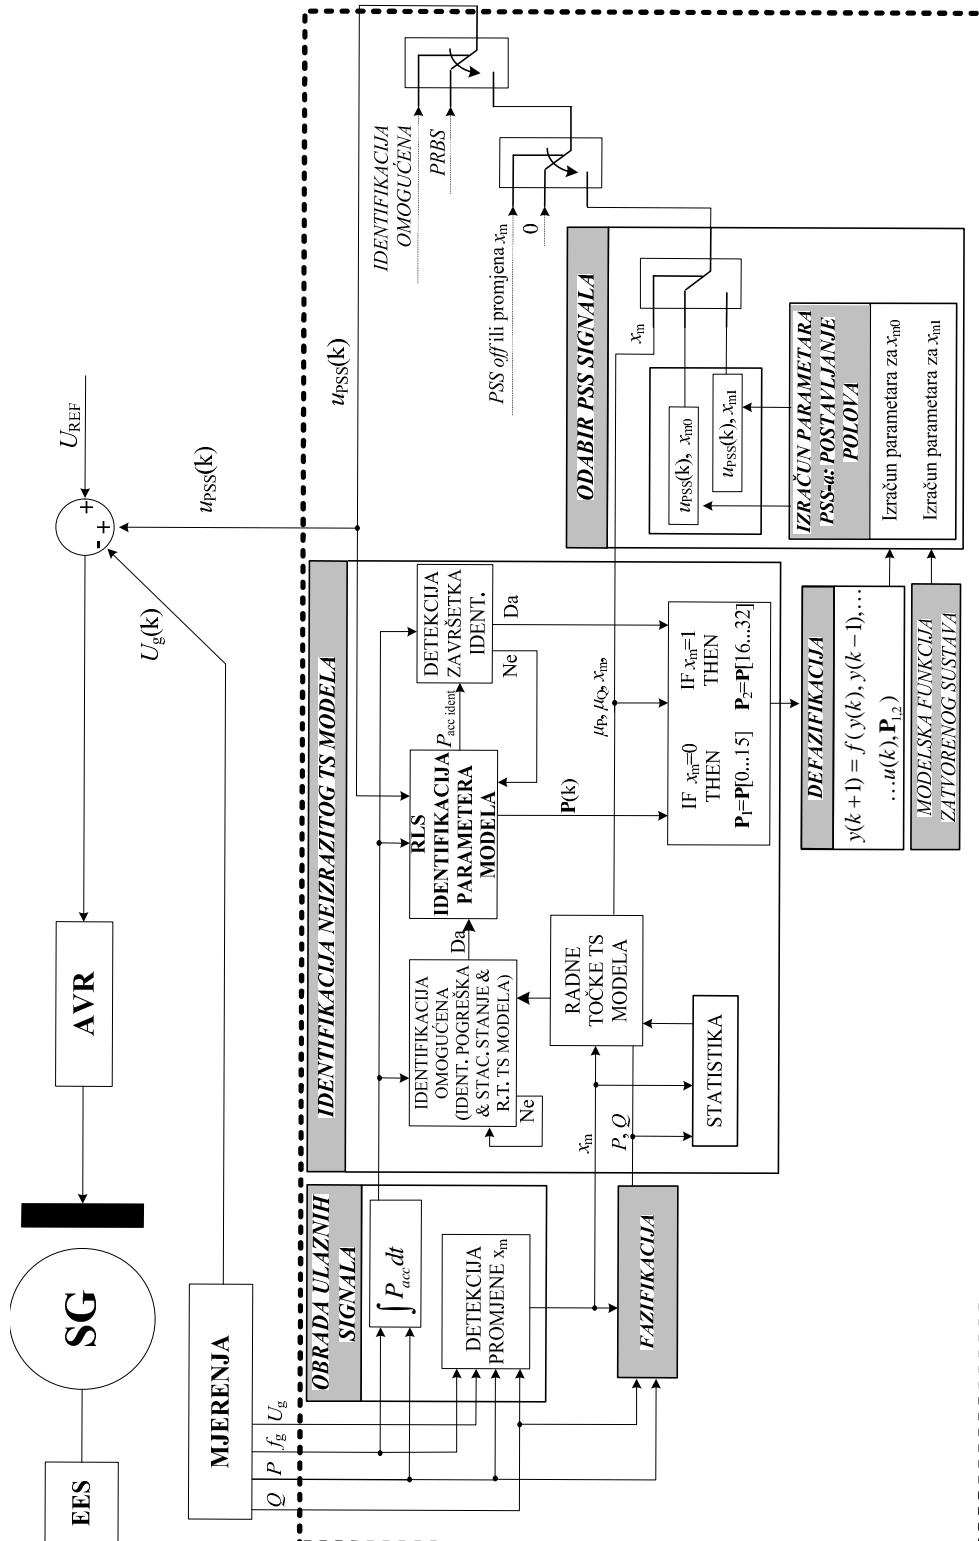 EES
SG
AVR
U_REF
+
+
-
U_g(k)
u_PSS(k)
u_PSS(k)
MJERENJA
Q
P
f_g
U_g
OBRADA ULAZNIH
SIGNALA
∫ P_acc dt
DETEKCIJA
PROMJENE x_m
FAZIFIKACIJA
IDENTIFIKACIJA NEIZRAZITOG TS MODELA
IDENTIFIKACIJA
OMOGUĆENA
(IDENT. POGREŠKA
& STAC. STANJE &
R.T. TS MODELA)
Ne
Da
RLS
IDENTIFIKACIJA
PARAMETERA
MODELA
P_acc ident
DETEKCIJA
ZAVRŠETKA
IDENT.
Ne
Da
x_m
P, Q
RADNE
TOČKE TS
MODELA
STATISTIKA
P(k)
μ_P, μ_Q, x_m,
IF x_m=0
THEN
P_1=P[0...15]
IF x_m=1
THEN
P_2=P[16...32]
DEFAZIFIKACIJA
y(k+1) = f(y(k), y(k−1),…
…u(k), P_1,2)
MODELSKA FUNKCIJA
ZATVORENOG SUSTAVA
ODABIR PSS SIGNALA
x_m
u_PSS(k), x_m0
u_PSS(k), x_m1
IZRAČUN PARAMETARA
PSS-a: POSTAVLJANJE
POLOVA
Izračun parametara za x_m0
Izračun parametara za x_m1
PSS off ili promjena x_m
0
IDENTIFIKACIJA
OMOGUĆENA
PRBS